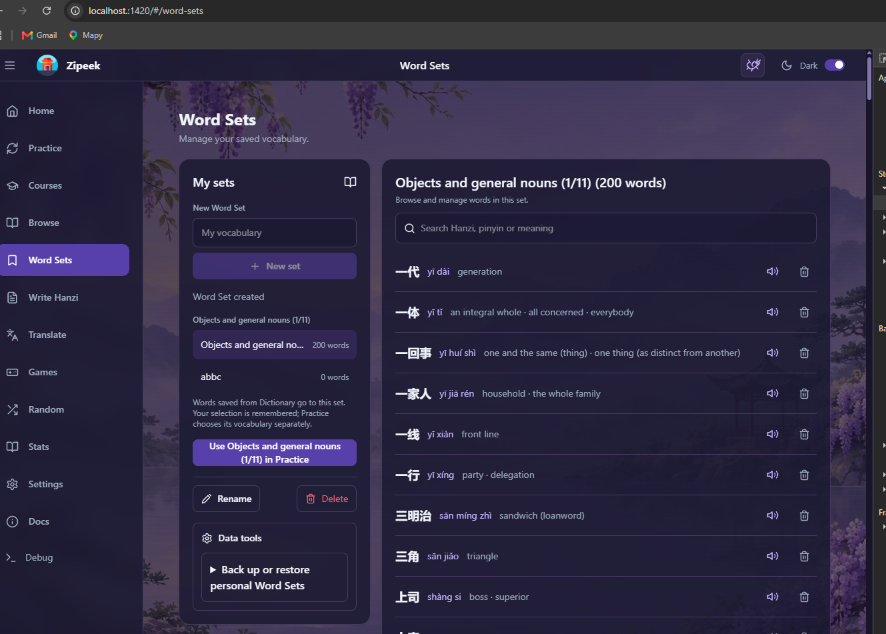 localhost.:1420/#/word-sets
Gmail
Mapy
Zipeek
Word Sets
Dark
Home
Practice
Courses
Browse
Word Sets
Write Hanzi
Translate
Games
Random
Stats
Settings
Docs
Debug
Word Sets
Manage your saved vocabulary.
My sets
New Word Set
My vocabulary
+ New set
Word Set created
Objects and general nouns (1/11)
Objects and general no... 200 words
abbc 0 words
Words saved from Dictionary go to this set.
Your selection is remembered; Practice
chooses its vocabulary separately.
Use Objects and general nouns
(1/11) in Practice
Rename
Delete
Data tools
Back up or restore
personal Word Sets
Objects and general nouns (1/11) (200 words)
Browse and manage words in this set.
Search Hanzi, pinyin or meaning
一代 yí dài generation
一体 yī tǐ an integral whole · all concerned · everybody
一回事 yī huí shì one and the same (thing) · one thing (as distinct from another)
一家人 yī jiā rén household · the whole family
一线 yī xiàn front line
一行 yī xíng party · delegation
三明治 sān míng zhì sandwich (loanword)
三角 sān jiǎo triangle
上司 shàng si boss · superior